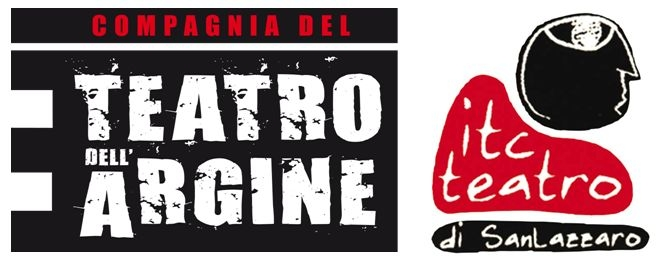 COMPAGNIA DEL
TEATRO
DELL'
ARGINE
itc
teatro
di SanLazzaro